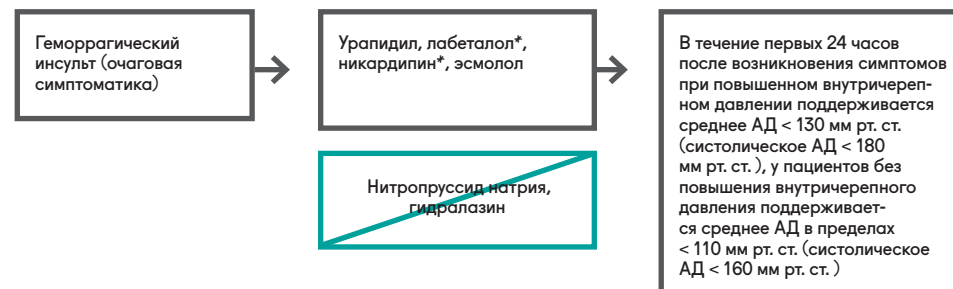 Геморрагический
инсульт (очаговая
симптоматика)
Урапидил, лабеталол*,
никардипин*, эсмолол
Нитропруссид натрия,
гидралазин
В течение первых 24 часов
после возникновения симптомов
при повышенном внутричереп-
ном давлении поддерживается
среднее АД < 130 мм рт. ст.
(систолическое АД < 180
мм рт. ст. ), у пациентов без
повышения внутричерепного
давления поддерживает-
ся среднее АД в пределах
< 110 мм рт. ст. (систолическое
АД < 160 мм рт. ст. )